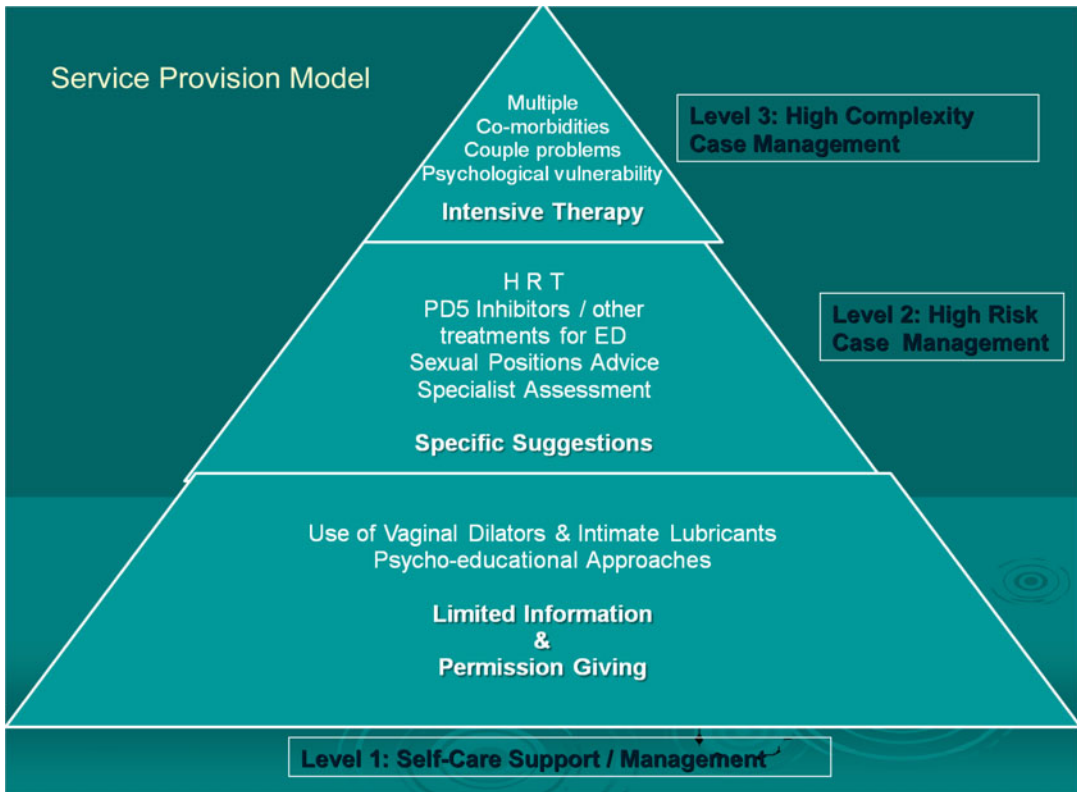 Service Provision Model
Multiple
Co-morbidities
Couple problems
Psychological vulnerability
Intensive Therapy
Level 3: High Complexity
Case Management
H R T
PD5 Inhibitors / other
treatments for ED
Sexual Positions Advice
Specialist Assessment
Specific Suggestions
Level 2: High Risk
Case Management
Use of Vaginal Dilators & Intimate Lubricants
Psycho-educational Approaches
Limited Information
&
Permission Giving
Level 1: Self-Care Support / Management